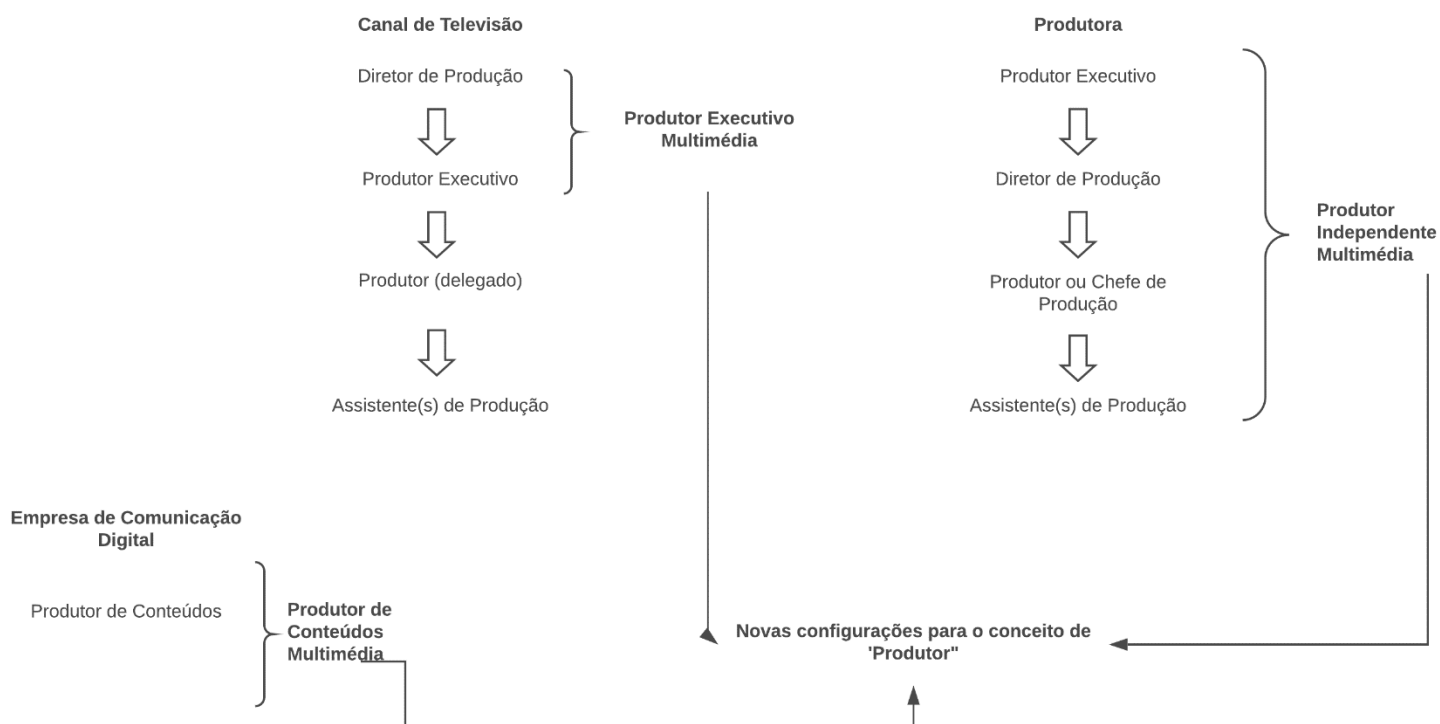 Canal de Televisão
Diretor de Produção
Produtor Executivo
Produtor (delegado)
Assistente(s) de Produção
Produtor Executivo
Multimédia
Produtora
Produtor Executivo
Diretor de Produção
Produtor ou Chefe de
Produção
Assistente(s) de Produção
Produtor
Independente
Multimédia
Empresa de Comunicação
Digital
Produtor de Conteúdos
Produtor de
Conteúdos
Multimédia
Novas configurações para o conceito de
'Produtor"